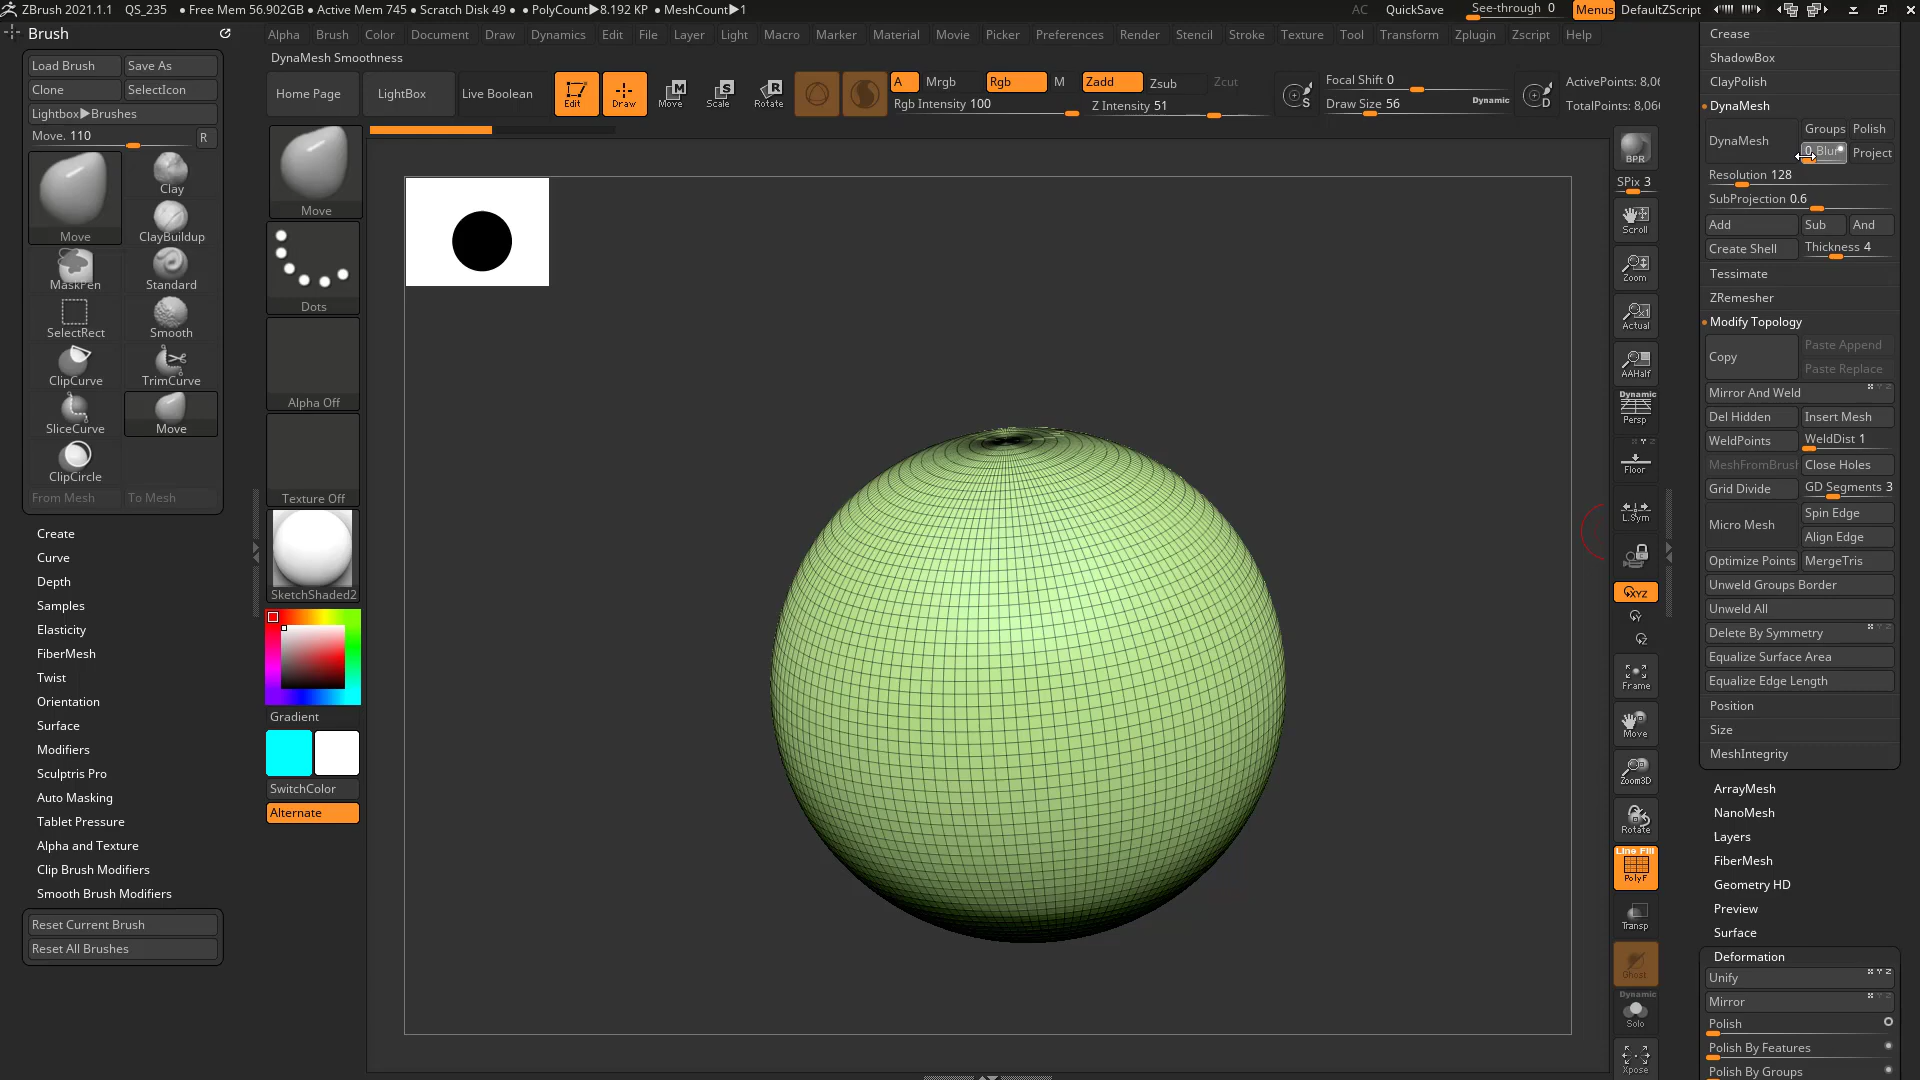 ZBrush 2021.1.1 QS_235 ● Free Mem 56.902GB ● Active Mem 745 ● Scratch Disk 49 ● ● PolyCount▶8.192 KP ● MeshCount▶1 AC QuickSave See-through 0 Menus DefaultZScript
Brush
Alpha Brush Color Document Draw Dynamics Edit File Layer Light Macro Marker Material Movie Picker Preferences Render Stencil Stroke Texture Tool Transform Zplugin Zscript Help
DynaMesh Smoothness
Load Brush Save As
Clone SelectIcon
Lightbox▶Brushes
Move. 110 R
Move
Clay
ClayBuildup
MaskPen Standard
SelectRect Smooth
ClipCurve TrimCurve
SliceCurve Move
ClipCircle
From Mesh To Mesh
Create
Curve
Depth
Samples
Elasticity
FiberMesh
Twist
Orientation
Surface
Modifiers
Sculptris Pro
Auto Masking
Tablet Pressure
Alpha and Texture
Clip Brush Modifiers
Smooth Brush Modifiers
Reset Current Brush
Reset All Brushes
Home Page LightBox Live Boolean Edit Draw Move Scale Rotate
A Mrgb Rgb M Zadd Zsub Zcut
Rgb Intensity 100 Z Intensity 51
S
Focal Shift 0
Draw Size 56 Dynamic
D
ActivePoints: 8,06
TotalPoints: 8,066
Move
Dots
Alpha Off
Texture Off
SketchShaded2
Gradient
SwitchColor
Alternate
BPR
SPix 3
Scroll
Zoom
Actual
AAHalf
Dynamic
Persp
Floor
L.Sym
XYZ
Y
Z
Frame
Move
Zoom3D
Rotate
Line Fill
PolyF
Transp
Ghost
Dynamic
Solo
Xpose
Crease
ShadowBox
ClayPolish
DynaMesh
DynaMesh Groups Polish
0 Blur Project
Resolution 128
SubProjection 0.6
Add Sub And
Create Shell Thickness 4
Tessimate
ZRemesher
Modify Topology
Copy Paste Append
Paste Replace
Mirror And Weld
Del Hidden Insert Mesh
WeldPoints WeldDist 1
MeshFromBrush Close Holes
Grid Divide GD Segments 3
Micro Mesh Spin Edge
Align Edge
Optimize Points MergeTris
Unweld Groups Border
Unweld All
Delete By Symmetry
Equalize Surface Area
Equalize Edge Length
Position
Size
MeshIntegrity
ArrayMesh
NanoMesh
Layers
FiberMesh
Geometry HD
Preview
Surface
Deformation
Unify
Mirror
Polish
Polish By Features
Polish By Groups